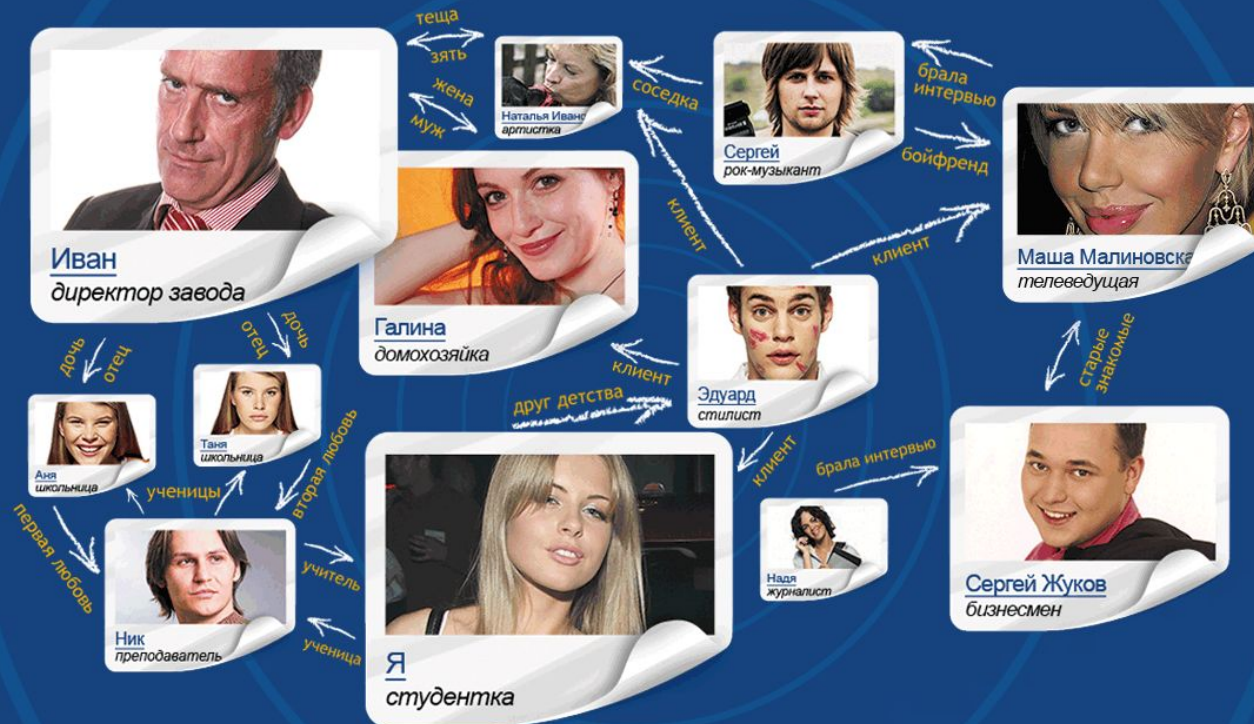 теща
зять
жена
муж
Наталья Иванс
артистка
соседка
Сергей
рок-музыкант
брала
интервью
бойфренд
Маша Малиновска
телеведущая
Иван
директор завода
Галина
домохозяйка
клиент
клиент
Эдуард
стилист
клиент
друг детства
клиент
старые
знакомые
дочь
отец
отец
дочь
Аня
школьница
Таня
школьница
ученицы
первая любовь
вторая любовь
Ник
преподаватель
учитель
ученица
Я
студентка
брала интервью
Надя
журналист
Сергей Жуков
бизнесмен